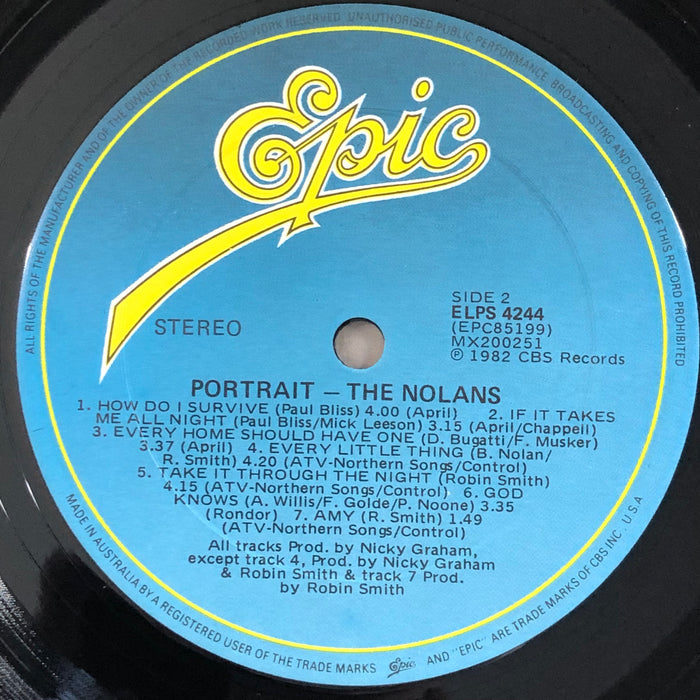 ALL RIGHTS OF THE MANUFACTURER AND OF THE OWNER OF THE RECORDED WORK RESERVED UNAUTHORISED PUBLIC PERFORMANCE BROADCASTING AND COPYING OF THIS RECORD PROHIBITED
Epic
STEREO
SIDE 2
ELPS 4244
(EPC85199)
MX200251
℗ 1982 CBS Records
PORTRAIT – THE NOLANS
1. HOW DO I SURVIVE (Paul Bliss) 4.00 (April) 2. IF IT TAKES
ME ALL NIGHT (Paul Bliss/Mick Leeson) 3.15 (April/Chappell)
3. EVERY HOME SHOULD HAVE ONE (D. Bugatti/F. Musker)
3.37 (April) 4. EVERY LITTLE THING (B. Nolan/
R. Smith) 4.20 (ATV-Northern Songs/Control)
5. TAKE IT THROUGH THE NIGHT (Robin Smith)
4.15 (ATV-Northern Songs/Control) 6. GOD
KNOWS (A. Willis/F. Golde/P. Noone) 3.35
(Rondor) 7. AMY (R. Smith) 1.49
(ATV-Northern Songs/Control)
All tracks Prod. by Nicky Graham,
except track 4, Prod. by Nicky Graham
& Robin Smith & track 7 Prod.
by Robin Smith
MADE IN AUSTRALIA BY A REGISTERED USER OF THE TRADE MARKS Epic AND "EPIC" ARE TRADE MARKS OF CBS INC. U.S.A